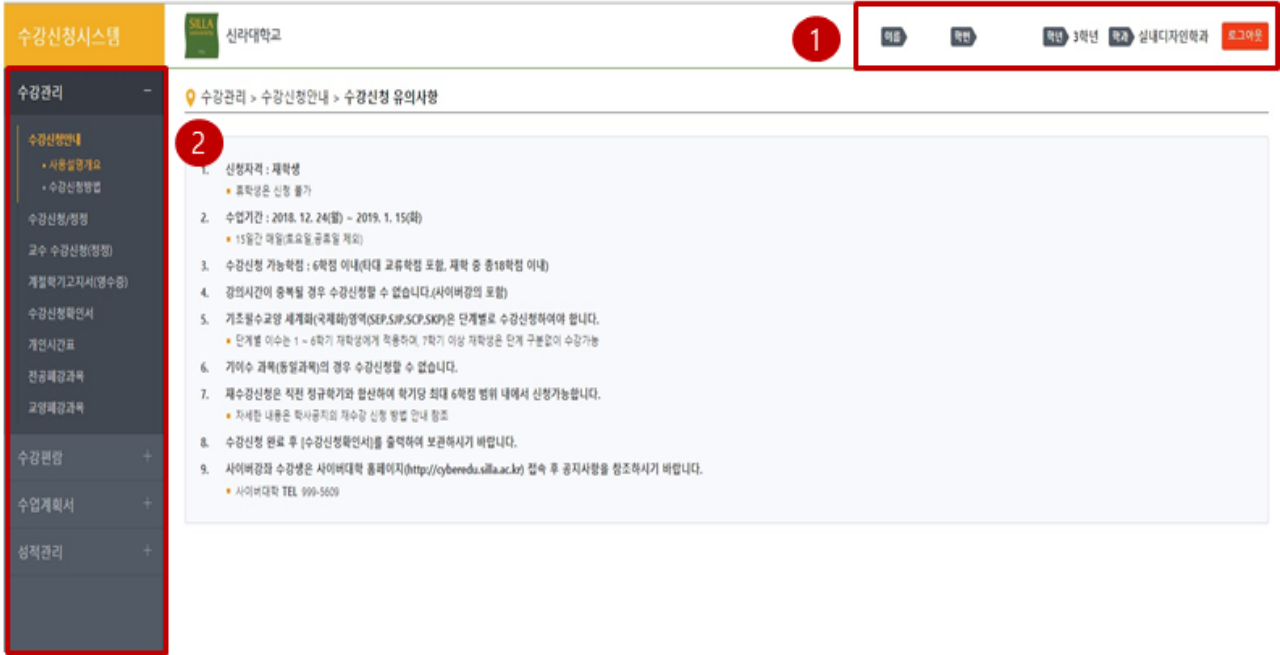 수강신청시스템
SILLA
신라대학교
1
이름
학번
학년 3학년 학과 실내디자인학과 로그아웃
수강관리 −
수강관리 > 수강신청안내 > 수강신청 유의사항
2
수강신청안내
• 사용설명개요
• 수강신청방법
수강신청/정정
교수 수강신청(정정)
계절학기고지서(영수증)
수강신청확인서
개인시간표
전공폐강과목
교양폐강과목
수강편람 +
수업계획서 +
성적관리 +
1. 신청자격 : 재학생
• 휴학생은 신청 불가
2. 수업기간 : 2018. 12. 24(월) ~ 2019. 1. 15(화)
• 15일간 매일(토요일,공휴일 제외)
3. 수강신청 가능학점 : 6학점 이내(타대 교류학점 포함, 재학 중 총18학점 이내)
4. 강의시간이 중복될 경우 수강신청할 수 없습니다.(사이버강의 포함)
5. 기초필수교양 세계화(국제화)영역(SEP,SJP,SCP,SKP)은 단계별로 수강신청하여야 합니다.
• 단계별 이수는 1 ~ 6학기 재학생에게 적용하며, 7학기 이상 재학생은 단계 구분없이 수강가능
6. 기이수 과목(동일과목)의 경우 수강신청할 수 없습니다.
7. 재수강신청은 직전 정규학기와 합산하여 학기당 최대 6학점 범위 내에서 신청가능합니다.
• 자세한 내용은 학사공지의 재수강 신청 방법 안내 참조
8. 수강신청 완료 후 [수강신청확인서]를 출력하여 보관하시기 바랍니다.
9. 사이버강좌 수강생은 사이버대학 홈페이지(http://cyberedu.silla.ac.kr) 접속 후 공지사항을 참조하시기 바랍니다.
• 사이버대학 TEL 999-5609